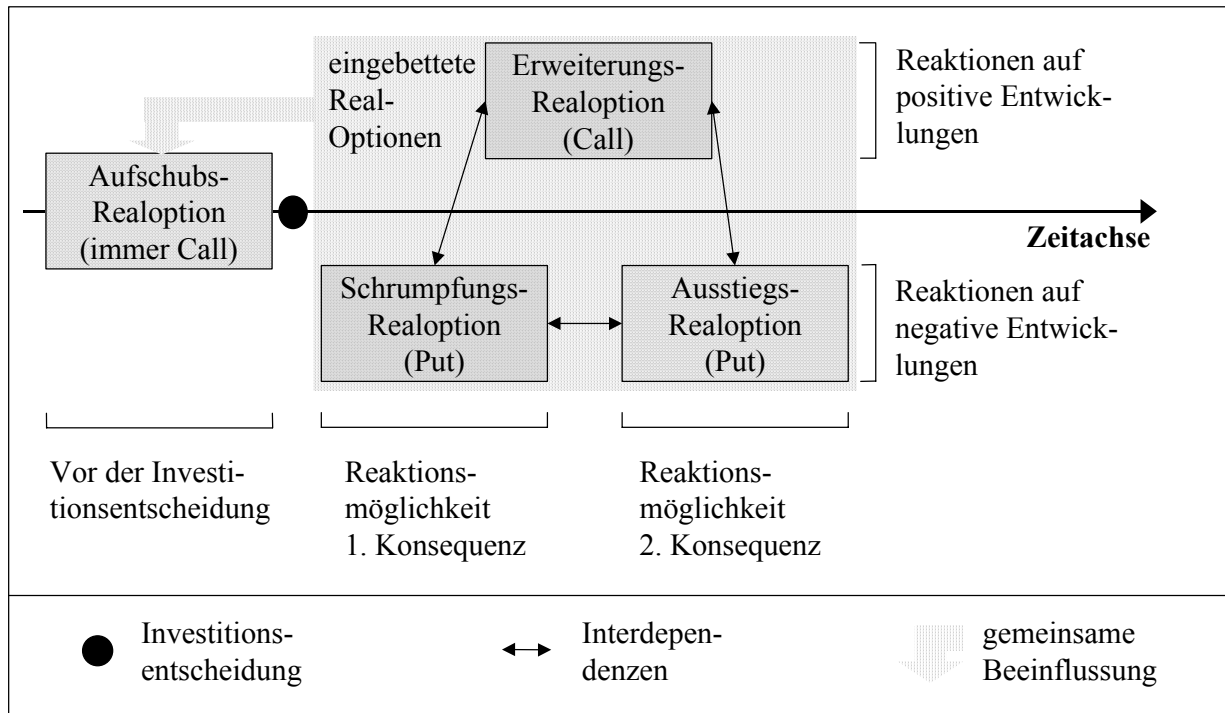 eingebettete
Real-
Optionen
Erweiterungs-
Realoption
(Call)
Reaktionen auf
positive Entwick-
lungen
Aufschubs-
Realoption
(immer Call)
Zeitachse
Schrumpfungs-
Realoption
(Put)
Ausstiegs-
Realoption
(Put)
Reaktionen auf
negative Entwick-
lungen
Vor der Investi-
tionsentscheidung
Reaktions-
möglichkeit
1. Konsequenz
Reaktions-
möglichkeit
2. Konsequenz
Investitions-
entscheidung
Interdepen-
denzen
gemeinsame
Beeinflussung